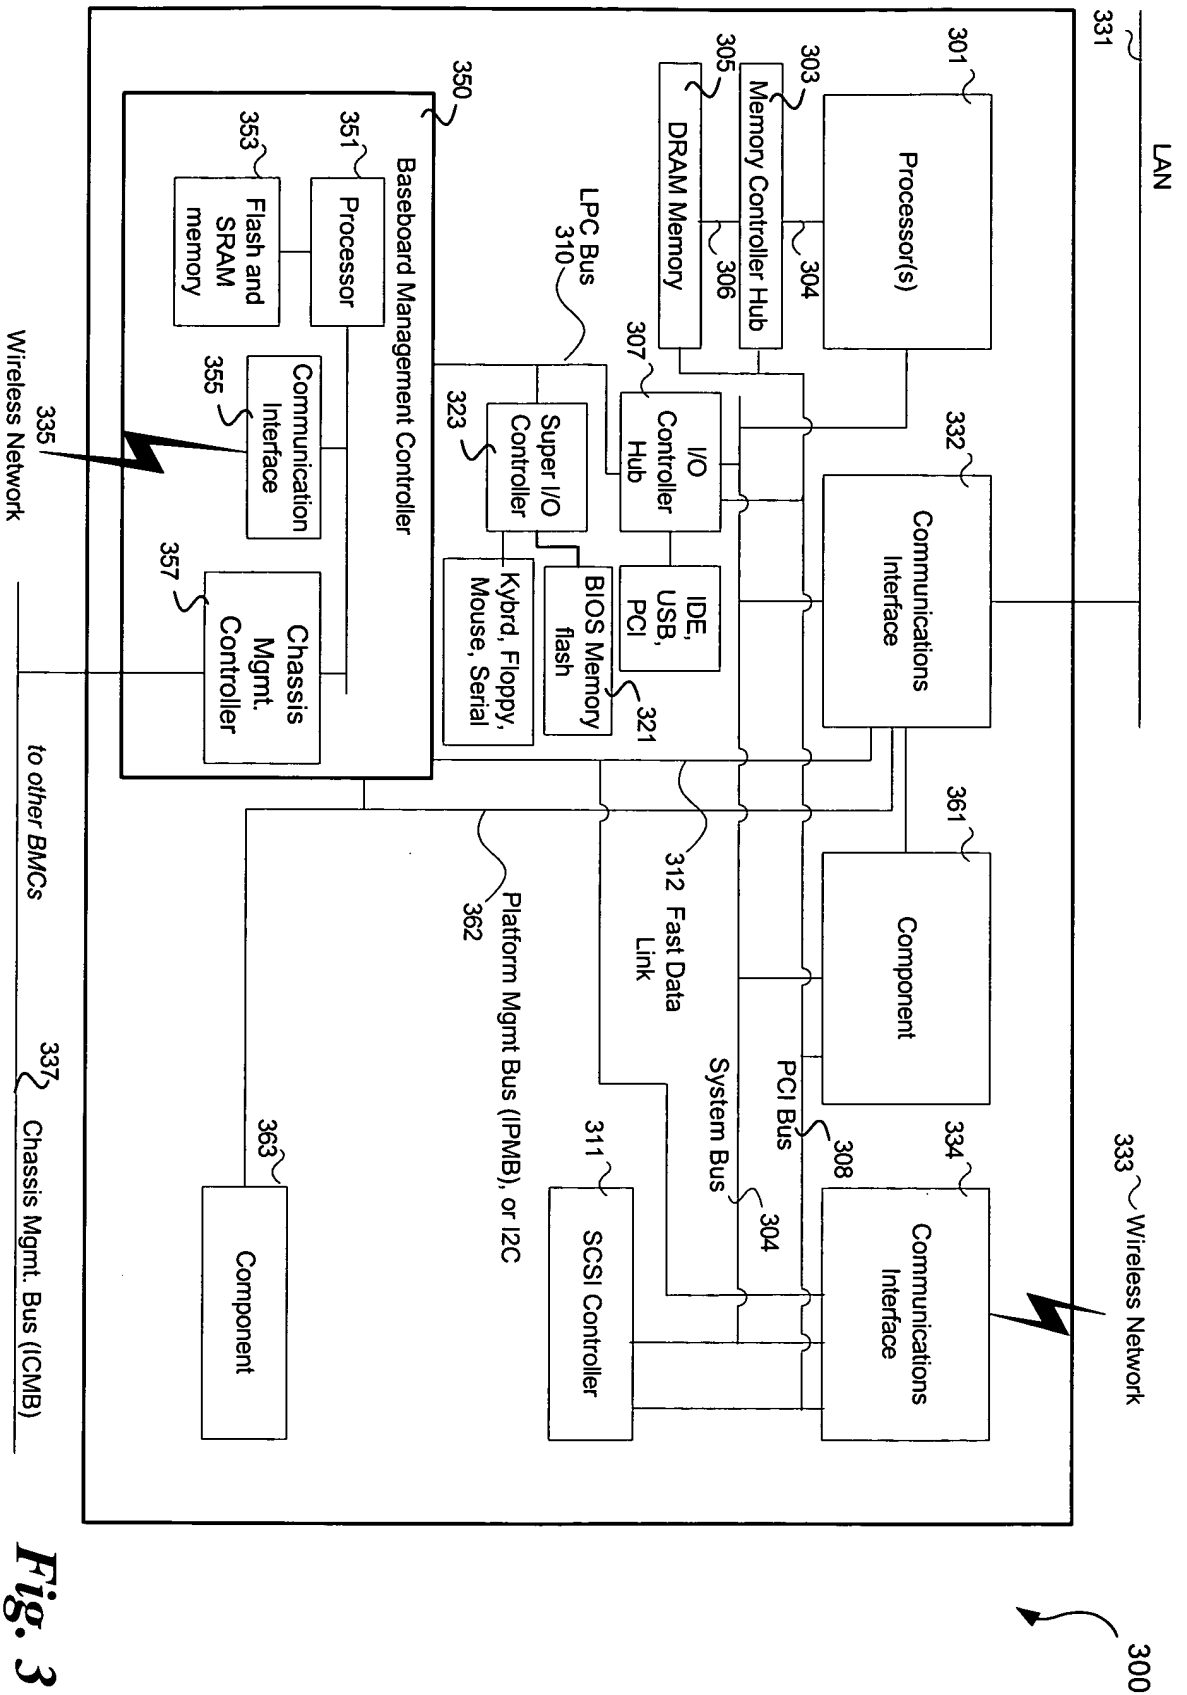 LAN
331
333
Wireless Network
300
301
Processor(s)
332
Communications
Interface
361
Component
334
Communications
Interface
303
Memory Controller Hub
304
305
DRAM Memory
306
307
I/O
Controller
Hub
IDE,
USB,
PCI
PCI Bus
308
System Bus
304
312 Fast Data
Link
LPC Bus
310
323
Super I/O
Controller
BIOS Memory
flash
321
Kybrd, Floppy,
Mouse, Serial
311
SCSI Controller
Platform Mgmt Bus (IPMB), or I2C
362
350
Baseboard Management Controller
351
Processor
353
Flash and
SRAM
memory
355
Communication
Interface
357
Chassis
Mgmt.
Controller
363
Component
335
Wireless Network
to other BMCs
337
Chassis Mgmt. Bus (ICMB)
Fig. 3